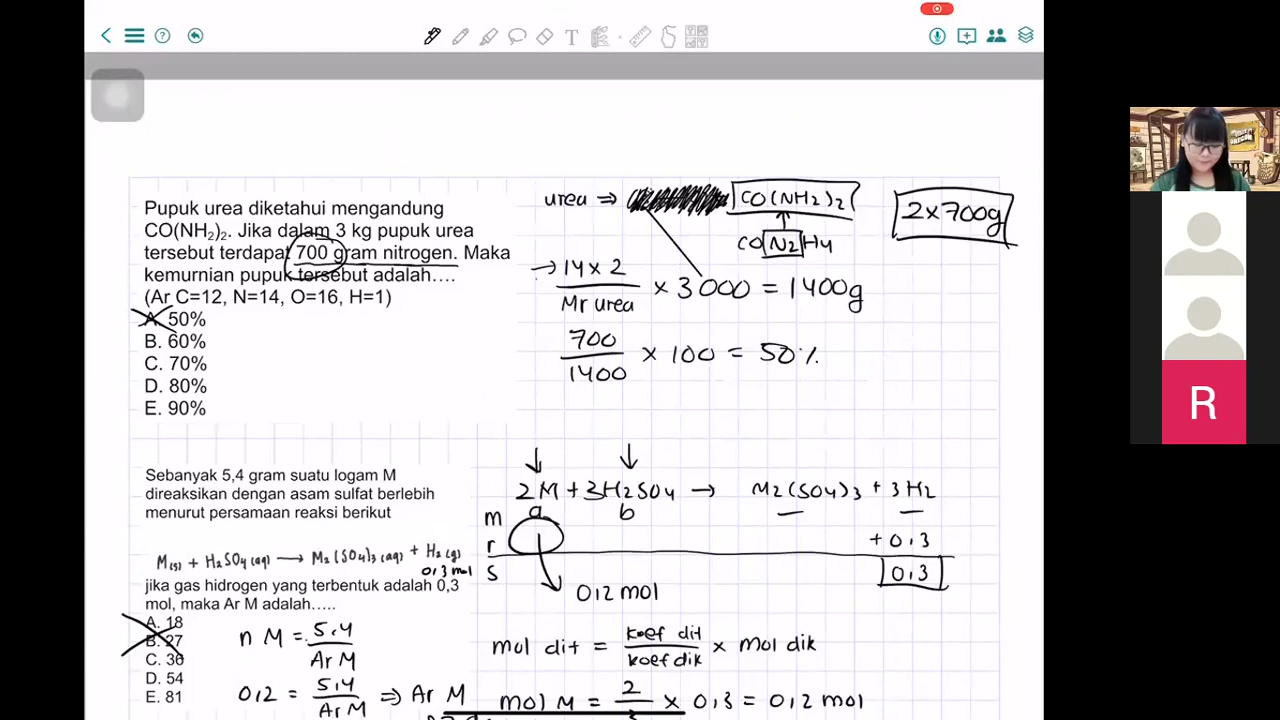 Pupuk urea diketahui mengandung
CO(NH₂)₂. Jika dalam 3 kg pupuk urea
tersebut terdapat 700 gram nitrogen. Maka
kemurnian pupuk tersebut adalah….
(Ar C=12, N=14, O=16, H=1)
A. 50%
B. 60%
C. 70%
D. 80%
E. 90%
urea ⇒ CO(NH2)2
CON2H4
2x700g
→ 14 x 2
Mr urea
x 3000 = 1400g
700
1400
x 100 = 50%
Sebanyak 5,4 gram suatu logam M
direaksikan dengan asam sulfat berlebih
menurut persamaan reaksi berikut
M(s) + H₂SO₄(aq) → M₂(SO₄)₃(aq) + H₂(g)
0,3 mol
jika gas hidrogen yang terbentuk adalah 0,3
mol, maka Ar M adalah…..
A. 18
B. 27
C. 36
D. 54
E. 81
2M + 3H2SO4 → M2(SO4)3 + 3H2
m a b
r +0.3
s 0.3
0,2 mol
n M = 5.4
Ar M
0,2 = 5.4
Ar M
⇒ Ar M
mol dit = koef dit
koef dik
x mol dik
mol M = 2
3
x 0.3 = 0,2 mol
T
R